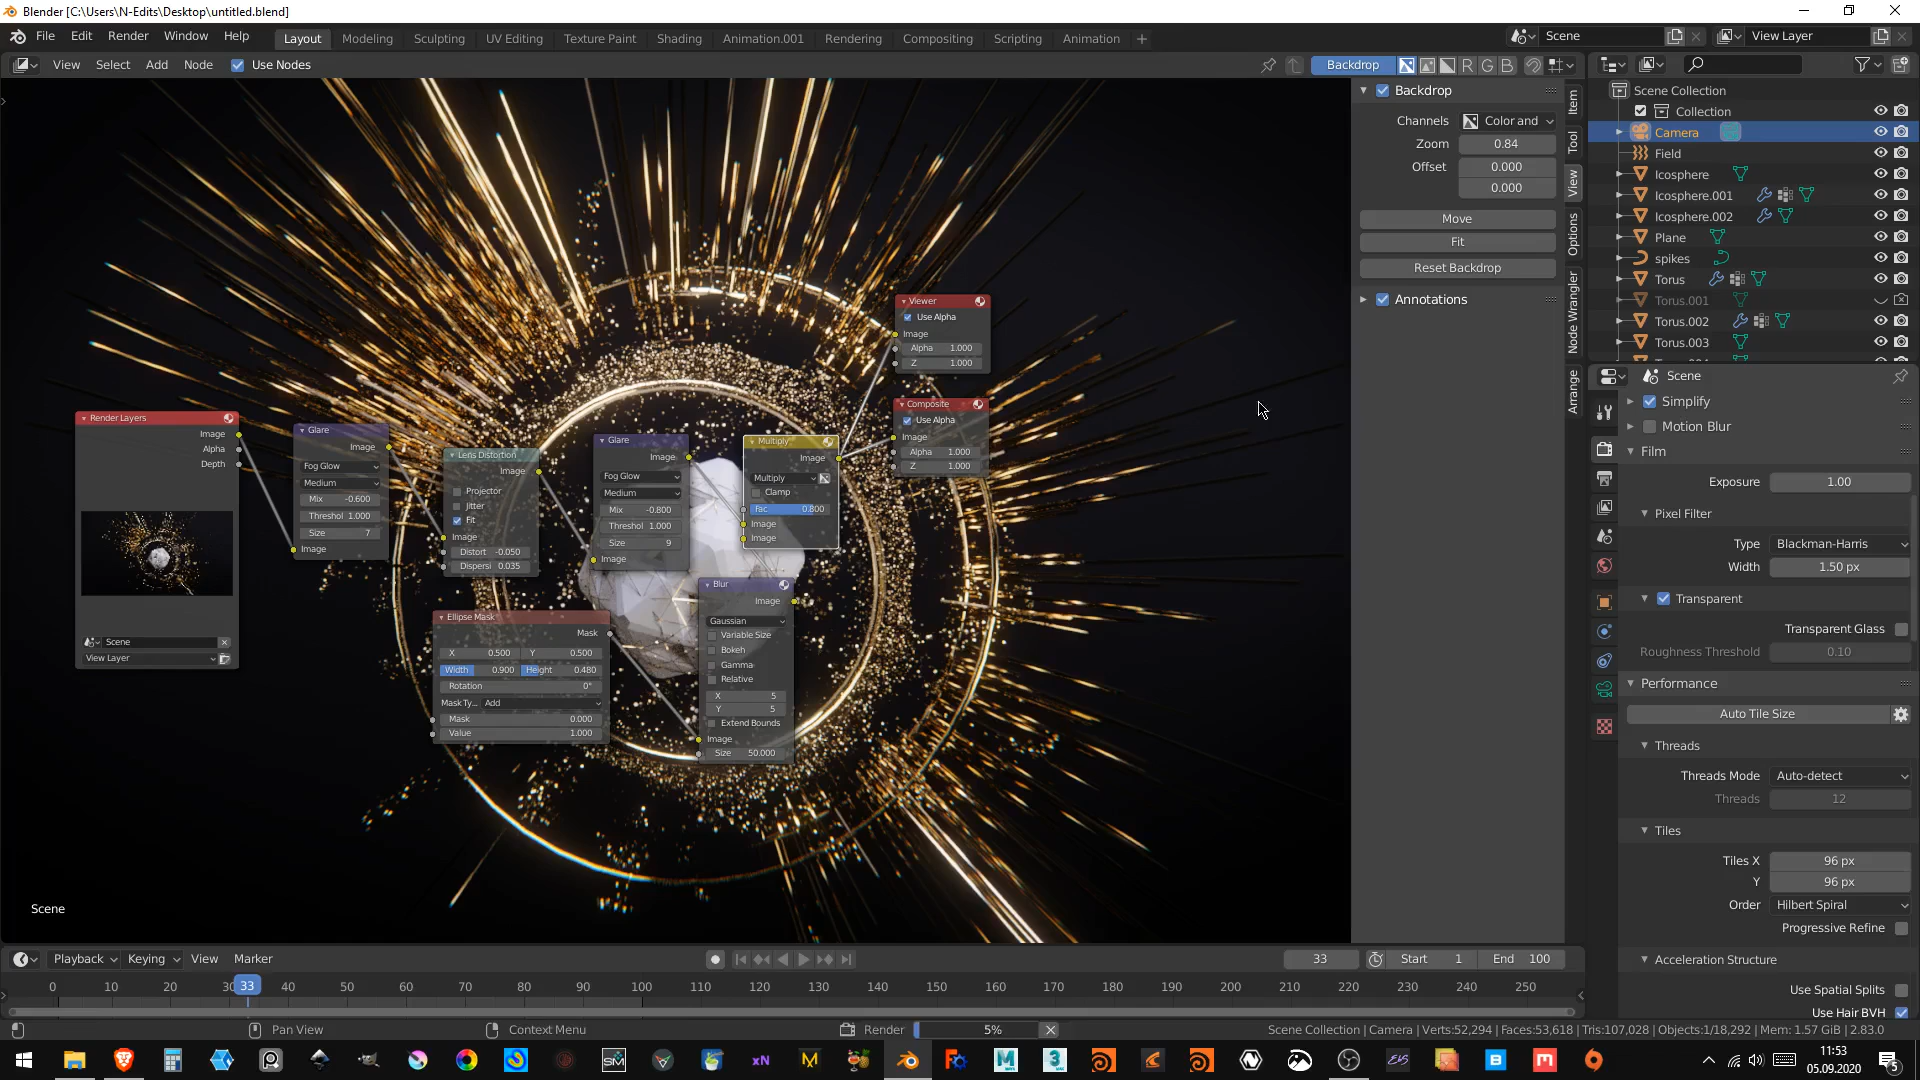 Blender [C:\Users\N-Edits\Desktop\untitled.blend]
File Edit Render Window Help Layout Modeling Sculpting UV Editing Texture Paint Shading Animation.001 Rendering Compositing Scripting Animation + Scene View Layer
View Select Add Node Use Nodes Backdrop R G B
Backdrop
Channels Color and
Zoom 0.84
Offset 0.000
0.000
Move
Fit
Reset Backdrop
Annotations
Item
Tool
View
Options
Node Wrangler
Arrange
Scene Collection
Collection
Camera
Field
Icosphere
Icosphere.001
Icosphere.002
Plane
spikes
Torus
Torus.001
Torus.002
Torus.003
Scene
Simplify
Motion Blur
Film
Exposure 1.00
Pixel Filter
Type Blackman-Harris
Width 1.50 px
Transparent
Transparent Glass
Roughness Threshold 0.10
Performance
Auto Tile Size
Threads
Threads Mode Auto-detect
Threads 12
Tiles
Tiles X 96 px
Y 96 px
Order Hilbert Spiral
Progressive Refine
Acceleration Structure
Use Spatial Splits
Use Hair BVH
Render Layers
Image
Alpha
Depth
Scene
View Layer
Glare
Image
Fog Glow
Medium
Mix -0.600
Threshol 1.000
Size 7
Image
Lens Distortion
Image
Projector
Jitter
Fit
Image
Distort -0.050
Dispersi 0.035
Ellipse Mask
Mask
X 0.500 Y 0.500
Width 0.900 Height 0.480
Rotation 0°
Mask Ty... Add
Mask 0.000
Value 1.000
Glare
Image
Fog Glow
Medium
Mix -0.800
Threshol 1.000
Size 9
Image
Multiply
Image
Multiply
Clamp
Fac 0.800
Image
Image
Blur
Image
Gaussian
Variable Size
Bokeh
Gamma
Relative
X 5
Y 5
Extend Bounds
Image
Size 50.000
Viewer
Use Alpha
Image
Alpha 1.000
Z 1.000
Composite
Use Alpha
Image
Alpha 1.000
Z 1.000
Scene
Playback Keying View Marker 33 Start 1 End 100
0 10 20 30 33 40 50 60 70 80 90 100 110 120 130 140 150 160 170 180 190 200 210 220 230 240 250
Pan View Context Menu Render 5% Scene Collection | Camera | Verts:52,294 | Faces:53,618 | Tris:107,028 | Objects:1/18,292 | Mem: 1.57 GiB | 2.83.0
11:53
05.09.2020
5